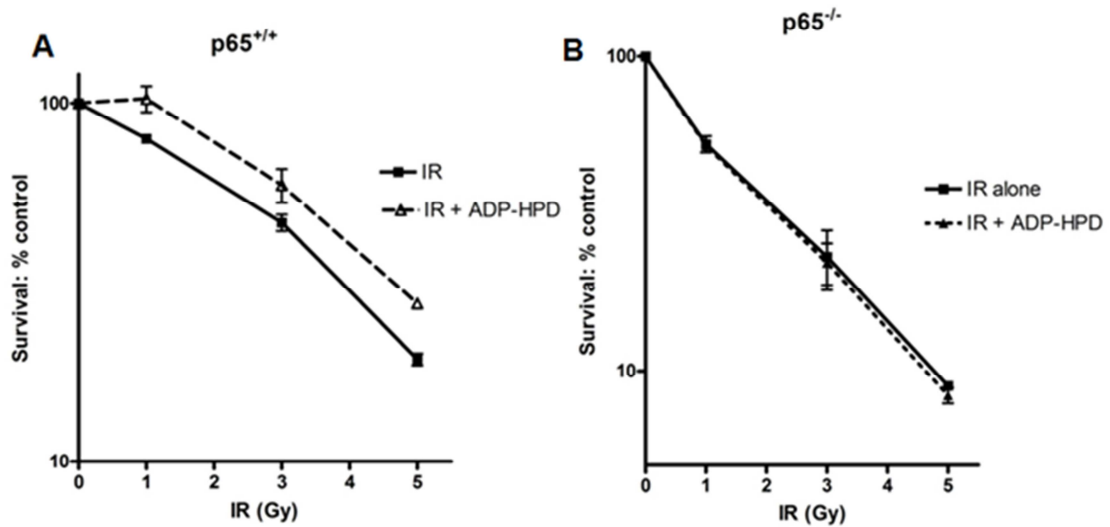 A
p65+/+
100
10
0 1 2 3 4 5
IR (Gy)
Survival: % control
IR
IR + ADP-HPD
B
p65-/-
100
10
0 1 2 3 4 5
IR (Gy)
Survival: % control
IR alone
IR + ADP-HPD